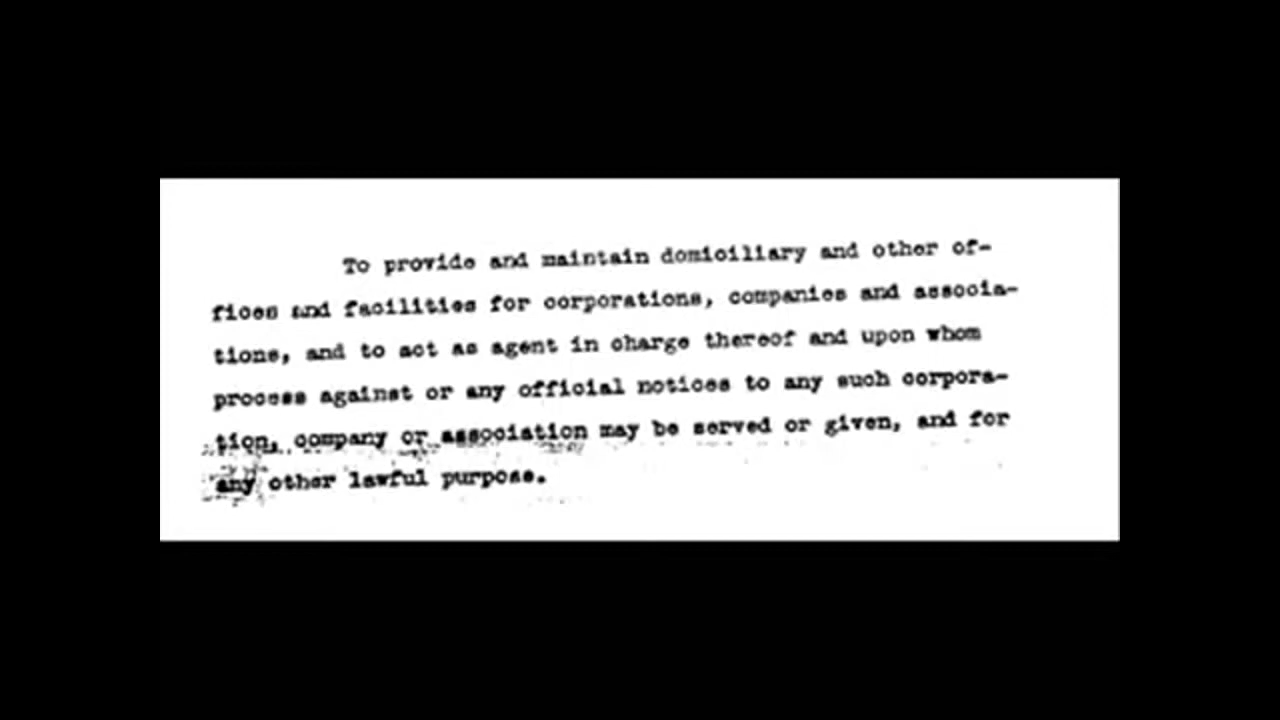 To provide and maintain domiciliary and other of-
fices and facilities for corporations, companies and associa-
tions, and to act as agent in charge thereof and upon whom
process against or any official notices to any such corpora-
tion, company or association may be served or given, and for
any other lawful purpose.